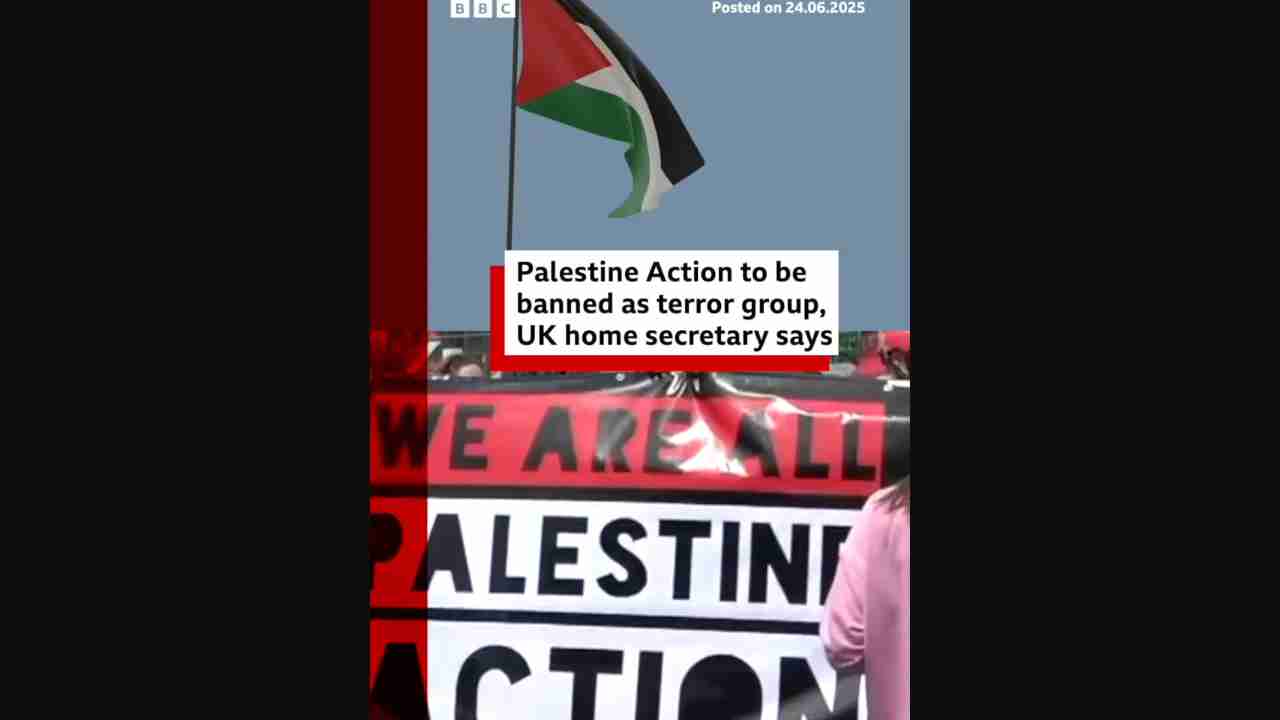 BBC
Posted on 24.06.2025
Palestine Action to be
banned as terror group,
UK home secretary says
WE ARE ALL
PALESTINE
ACTION